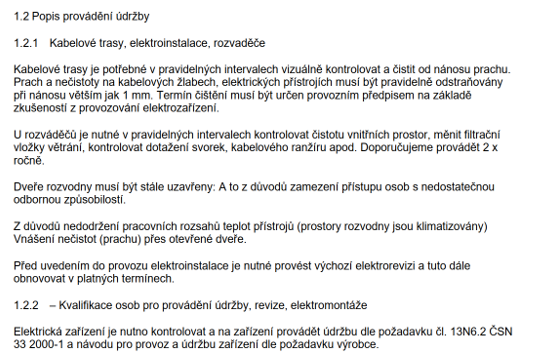 1.2 Popis provádění údržby
1.2.1 Kabelové trasy, elektroinstalace, rozvaděče
Kabelové trasy je potřebné v pravidelných intervalech vizuálně kontrolovat a čistit od nánosu prachu.
Prach a nečistoty na kabelových žlabech, elektrických přístrojích musí být pravidelně odstraňovány
při nánosu větším jak 1 mm. Termín čištění musí být určen provozním předpisem na základě
zkušeností z provozování elektrozařízení.
U rozváděčů je nutné v pravidelných intervalech kontrolovat čistotu vnitřních prostor, měnit filtrační
vložky větrání, kontrolovat dotažení svorek, kabelového ranžíru apod. Doporučujeme provádět 2 x
ročně.
Dveře rozvodny musí být stále uzavřeny: A to z důvodů zamezení přístupu osob s nedostatečnou
odbornou způsobilostí.
Z důvodů nedodržení pracovních rozsahů teplot přístrojů (prostory rozvodny jsou klimatizovány)
Vnášení nečistot (prachu) přes otevřené dveře.
Před uvedením do provozu elektroinstalace je nutné provést výchozí elektrorevizi a tuto dále
obnovovat v platných termínech.
1.2.2 – Kvalifikace osob pro provádění údržby, revize, elektromontáže
Elektrická zařízení je nutno kontrolovat a na zařízení provádět údržbu dle požadavku čl. 13N6.2 ČSN
33 2000-1 a návodu pro provoz a údržbu zařízení dle požadavku výrobce.